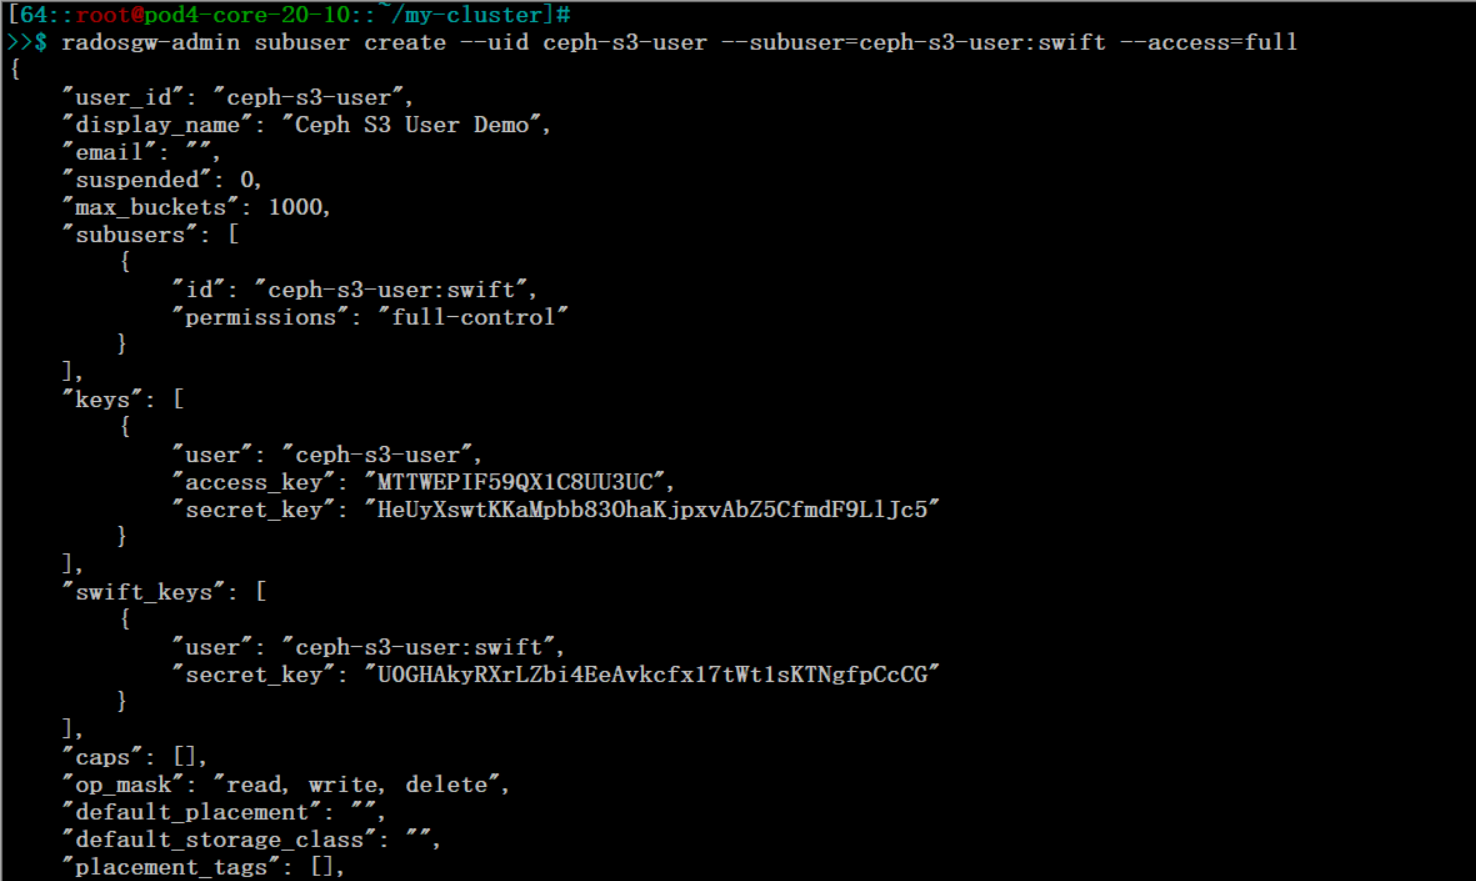 [64::root@pod4-core-20-10::~/my-cluster]#
>>$ radosgw-admin subuser create --uid ceph-s3-user --subuser=ceph-s3-user:swift --access=full
{
    "user_id": "ceph-s3-user",
    "display_name": "Ceph S3 User Demo",
    "email": "",
    "suspended": 0,
    "max_buckets": 1000,
    "subusers": [
        {
            "id": "ceph-s3-user:swift",
            "permissions": "full-control"
        }
    ],
    "keys": [
        {
            "user": "ceph-s3-user",
            "access_key": "MTTWEPIF59QX1C8UU3UC",
            "secret_key": "HeUyXswtKKaMpbb83OhaKjpxvAbZ5CfmdF9LlJc5"
        }
    ],
    "swift_keys": [
        {
            "user": "ceph-s3-user:swift",
            "secret_key": "UOGHAkyRXrLZbi4EeAvkcfx17tWt1sKTNgfpCcCG"
        }
    ],
    "caps": [],
    "op_mask": "read, write, delete",
    "default_placement": "",
    "default_storage_class": "",
    "placement_tags": [],